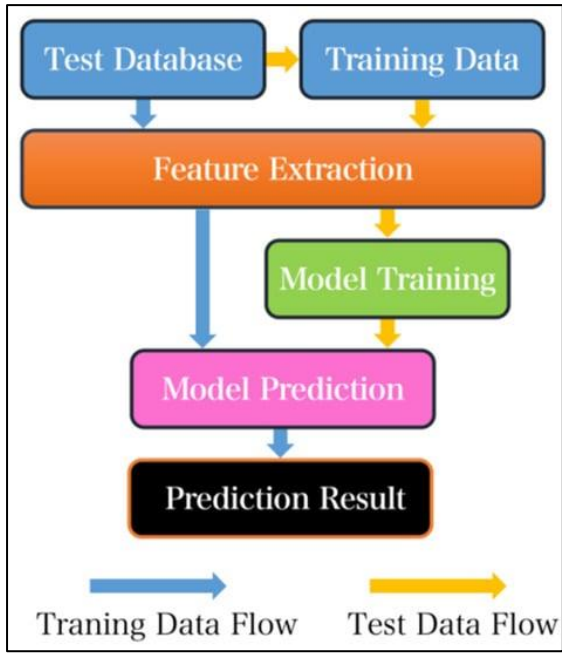 Test Database
Training Data
Feature Extraction
Model Training
Model Prediction
Prediction Result
Traning Data Flow
Test Data Flow